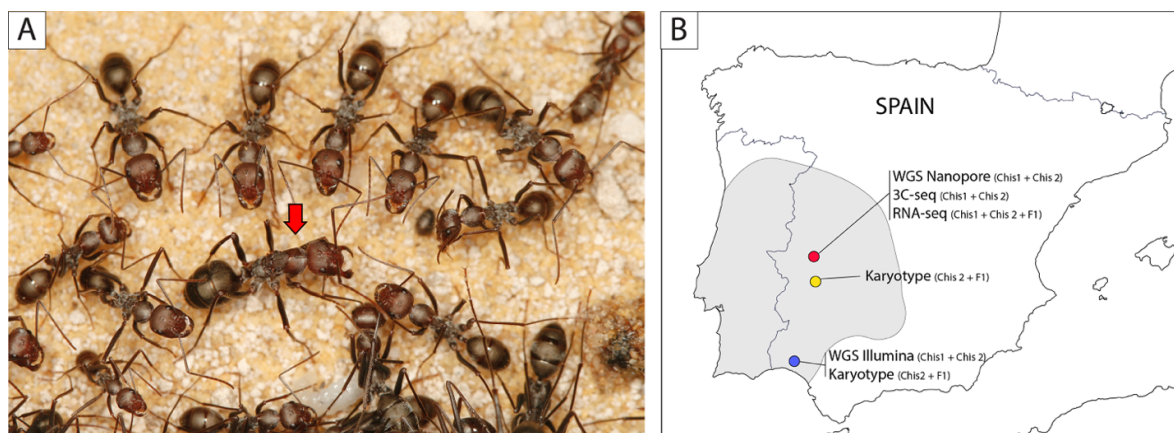 A
B
SPAIN
WGS Nanopore (Chis1 + Chis 2)
3C-seq (Chis1 + Chis 2)
RNA-seq (Chis1 + Chis 2 + F1)
Karyotype (Chis 2 + F1)
WGS Illumina (Chis1 + Chis 2)
Karyotype (Chis2 + F1)